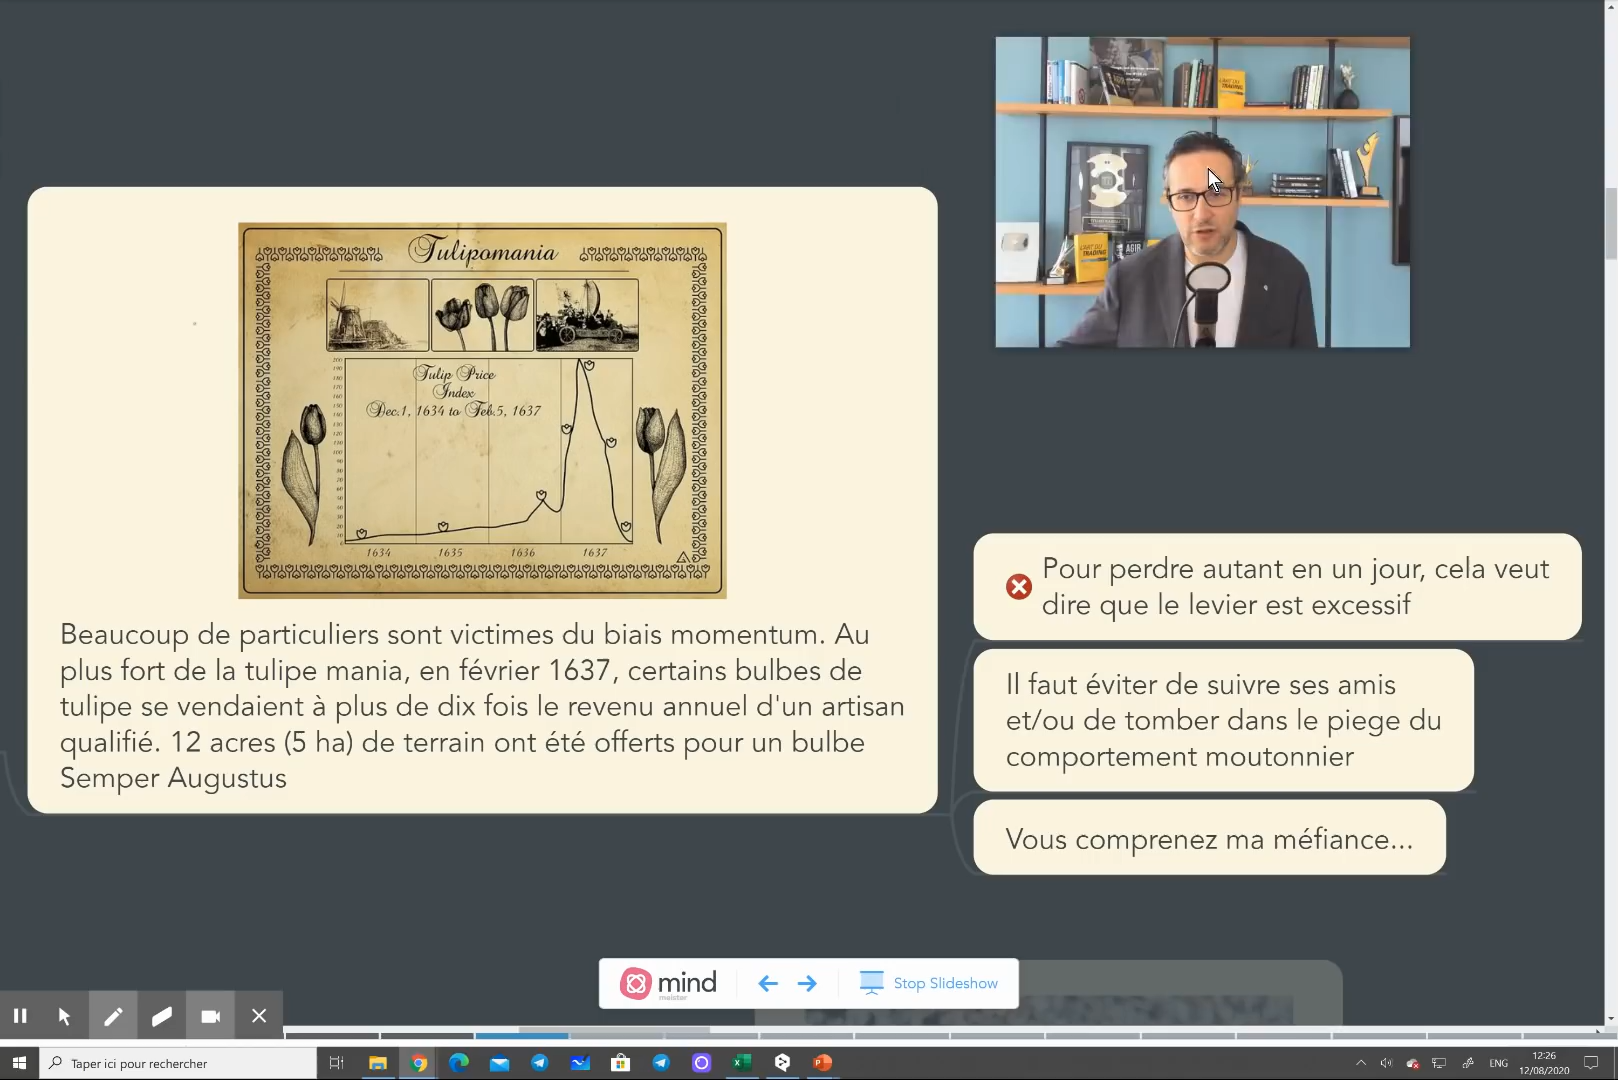 L'ART DU
TRADING
AGIR
Tulipomania
Tulip Price
Index
Dec.1, 1634 to Feb.5, 1637
1634 1635 1636 1637
Beaucoup de particuliers sont victimes du biais momentum. Au
plus fort de la tulipe mania, en février 1637, certains bulbes de
tulipe se vendaient à plus de dix fois le revenu annuel d'un artisan
qualifié. 12 acres (5 ha) de terrain ont été offerts pour un bulbe
Semper Augustus
Pour perdre autant en un jour, cela veut
dire que le levier est excessif
Il faut éviter de suivre ses amis
et/ou de tomber dans le piege du
comportement moutonnier
Vous comprenez ma méfiance...
mind
meister
Stop Slideshow
Taper ici pour rechercher
ENG
12:26
12/08/2020